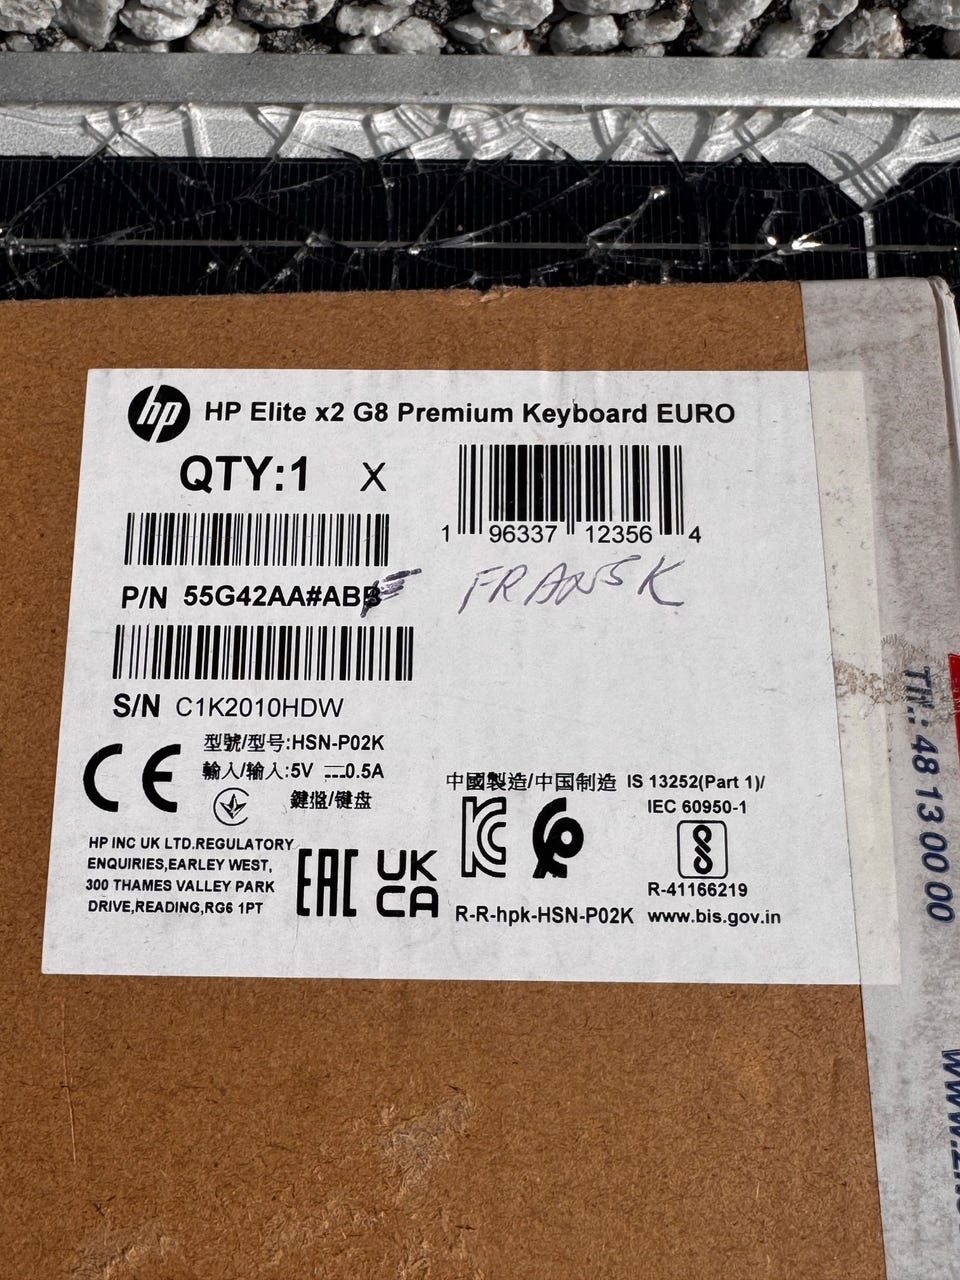 hp HP Elite x2 G8 Premium Keyboard EURO
QTY:1 X
1 96337 12356 4
P/N 55G42AA#ABF FRANSK
S/N C1K2010HDW
型號/型号:HSN-P02K
輸入/输入:5V ⎓0.5A
鍵盤/键盘
CE
HP INC UK LTD.REGULATORY
ENQUIRIES,EARLEY WEST,
300 THAMES VALLEY PARK
DRIVE,READING,RG6 1PT
EAC
UK
CA
中國製造/中国制造 IS 13252(Part 1)/
IEC 60950-1
R-41166219
R-R-hpk-HSN-P02K www.bis.gov.in
Tlf.: 48 13 00 00